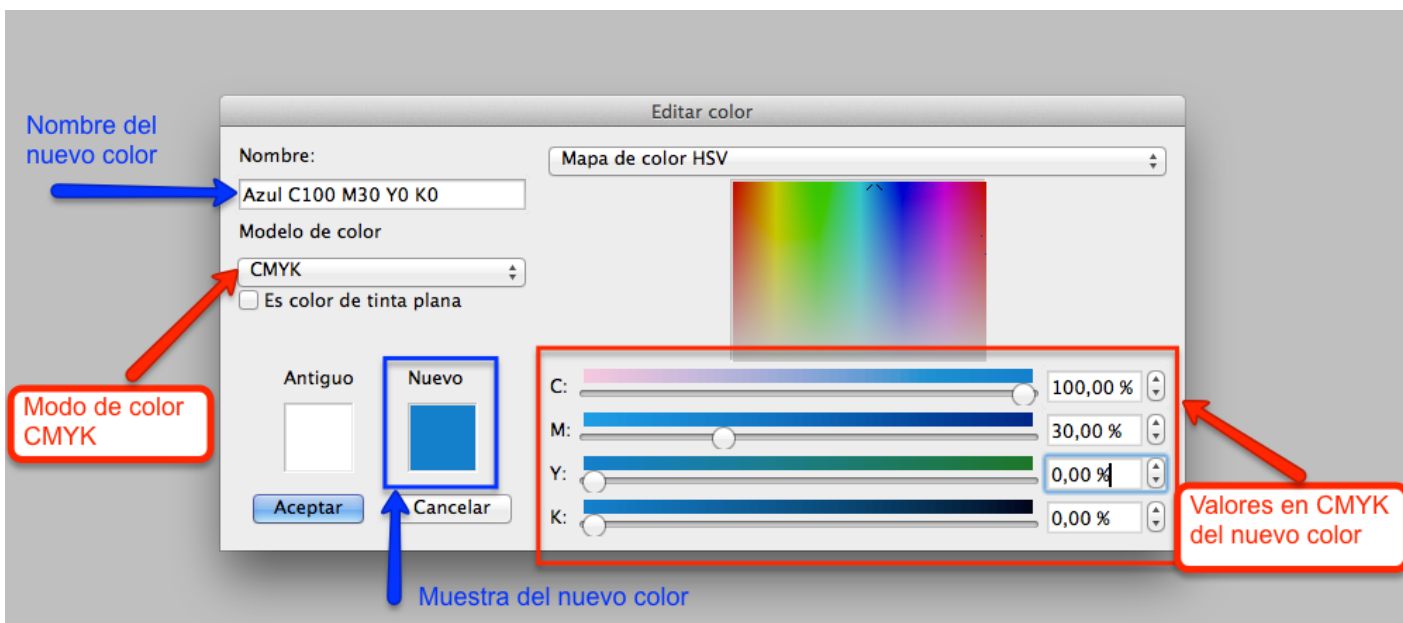 Editar color
Nombre del
nuevo color
Nombre:
Mapa de color HSV
Azul C100 M30 Y0 K0
Modelo de color
CMYK
Es color de tinta plana
Antiguo
Nuevo
C:
100,00 %
Modo de color
CMYK
M:
30,00 %
Y:
0,00 %
Aceptar
Cancelar
K:
0,00 %
Valores en CMYK
del nuevo color
Muestra del nuevo color